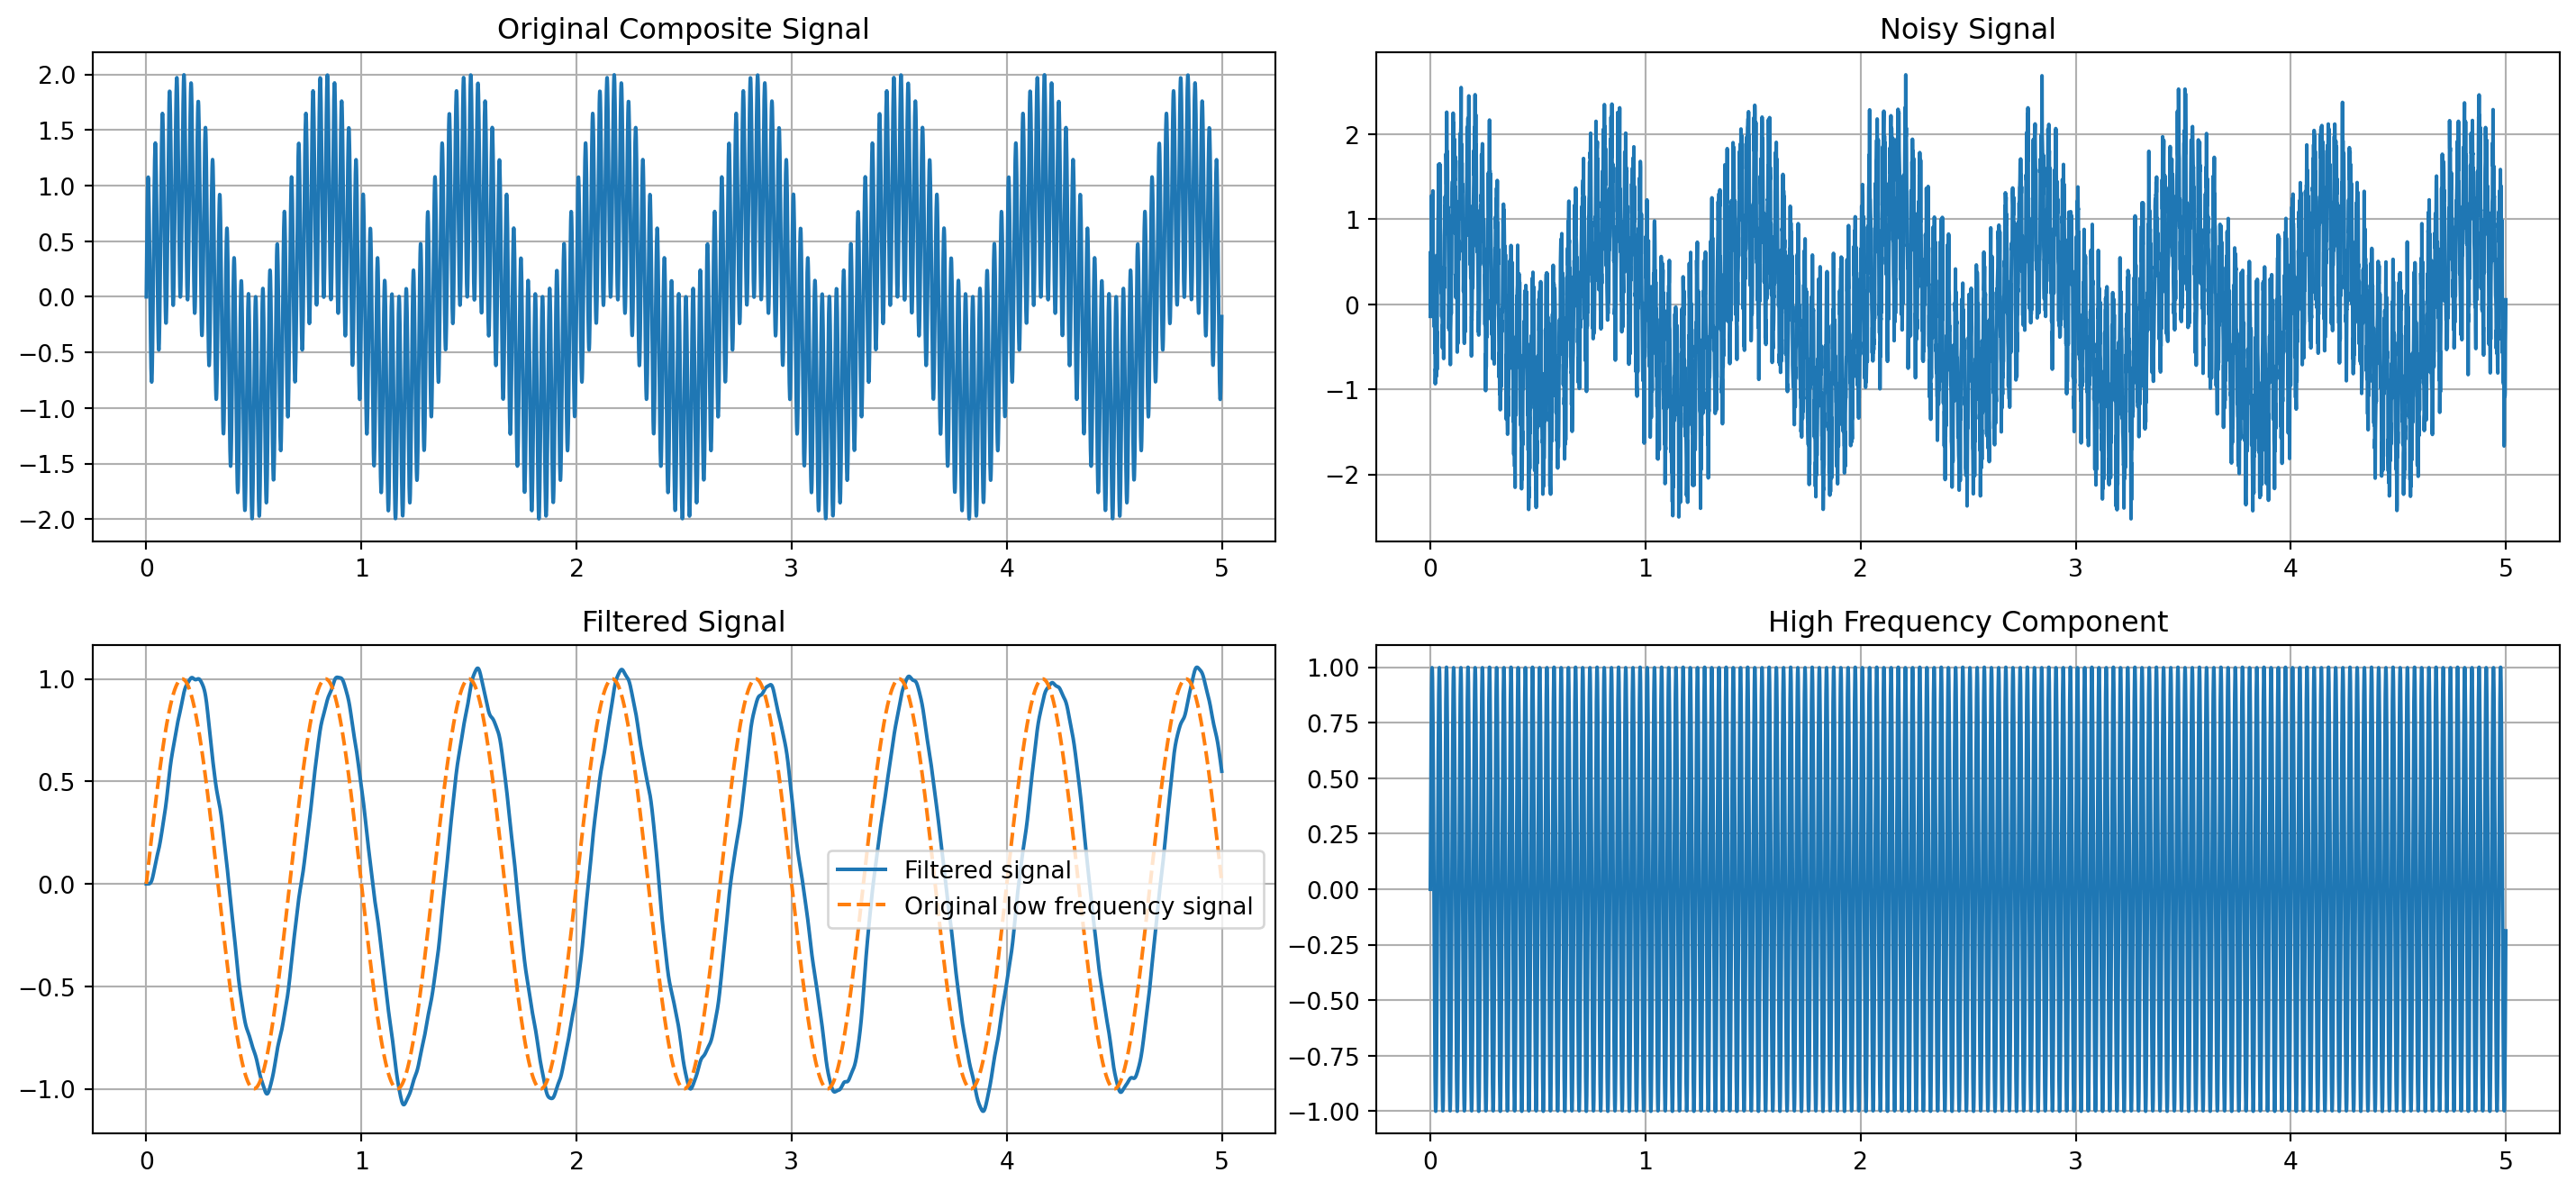 Original Composite Signal
2.0
1.5
1.0
0.5
0.0
−0.5
−1.0
−1.5
−2.0
0 1 2 3 4 5
Noisy Signal
2
1
0
−1
−2
0 1 2 3 4 5
Filtered Signal
1.0
0.5
0.0
−0.5
−1.0
Filtered signal
Original low frequency signal
0 1 2 3 4 5
High Frequency Component
1.00
0.75
0.50
0.25
0.00
−0.25
−0.50
−0.75
−1.00
0 1 2 3 4 5